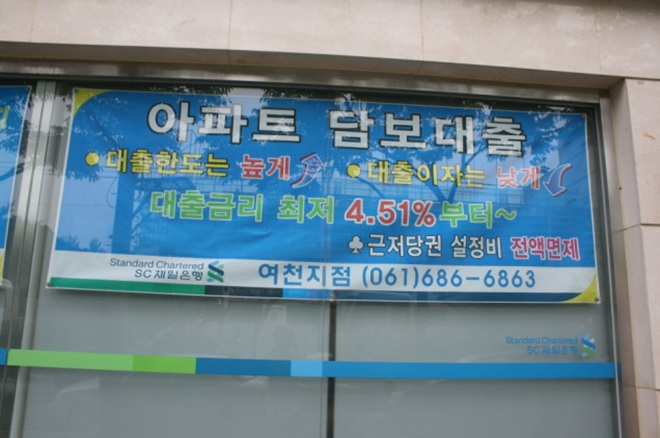 아파트 담보대출
대출한도는 높게 대출이자는 낮게
대출금리 최저 4.51%부터~
♣근저당권 설정비 전액면제
Standard Chartered
SC제일은행
여천지점 (061)686-6863
Standard Chartered
SC제일은행